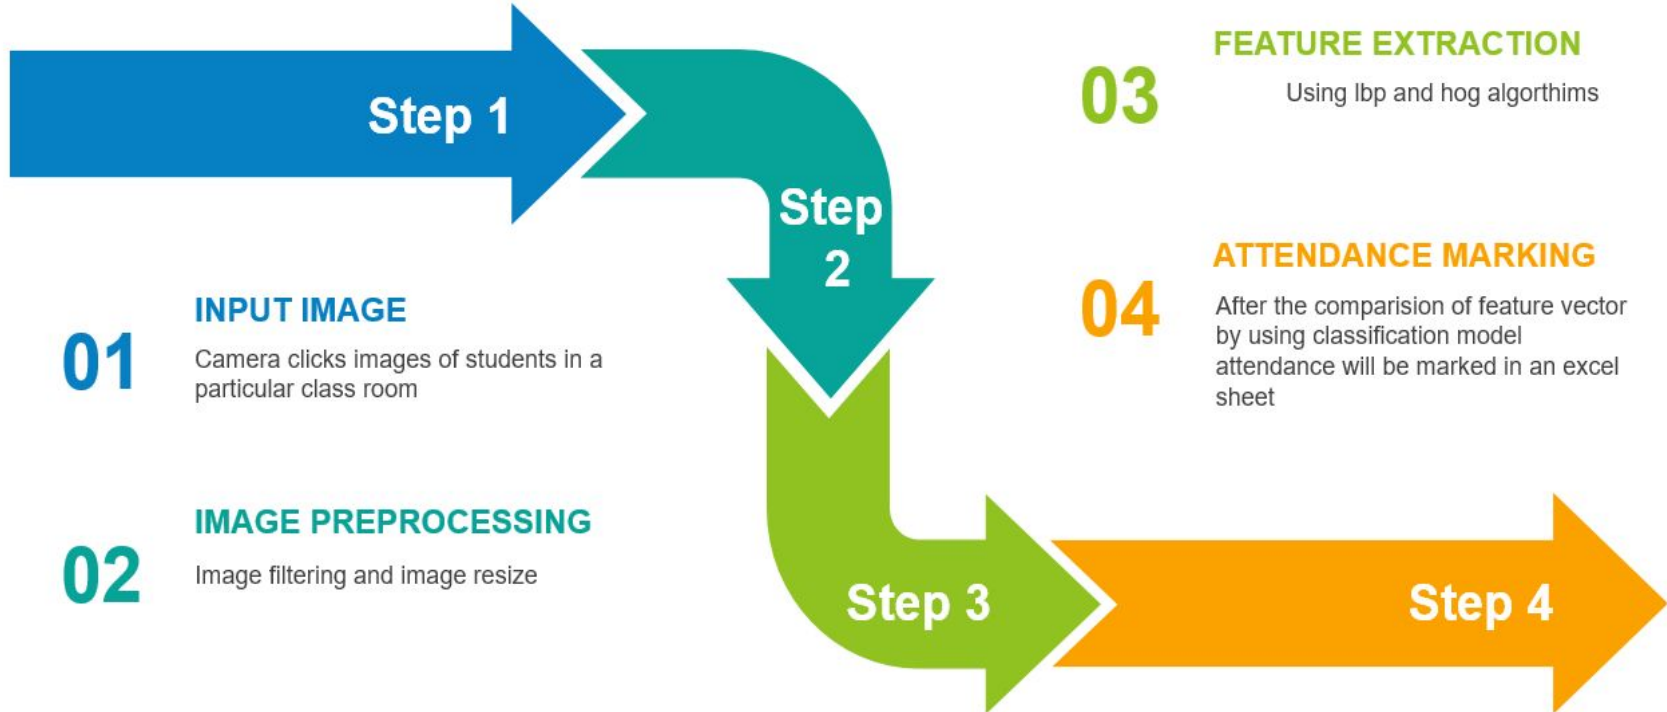 Step 1
Step
2
Step 3
Step 4
01
INPUT IMAGE
Camera clicks images of students in a
particular class room
02
IMAGE PREPROCESSING
Image filtering and image resize
03
FEATURE EXTRACTION
Using lbp and hog algorthims
04
ATTENDANCE MARKING
After the comparision of feature vector
by using classification model
attendance will be marked in an excel
sheet